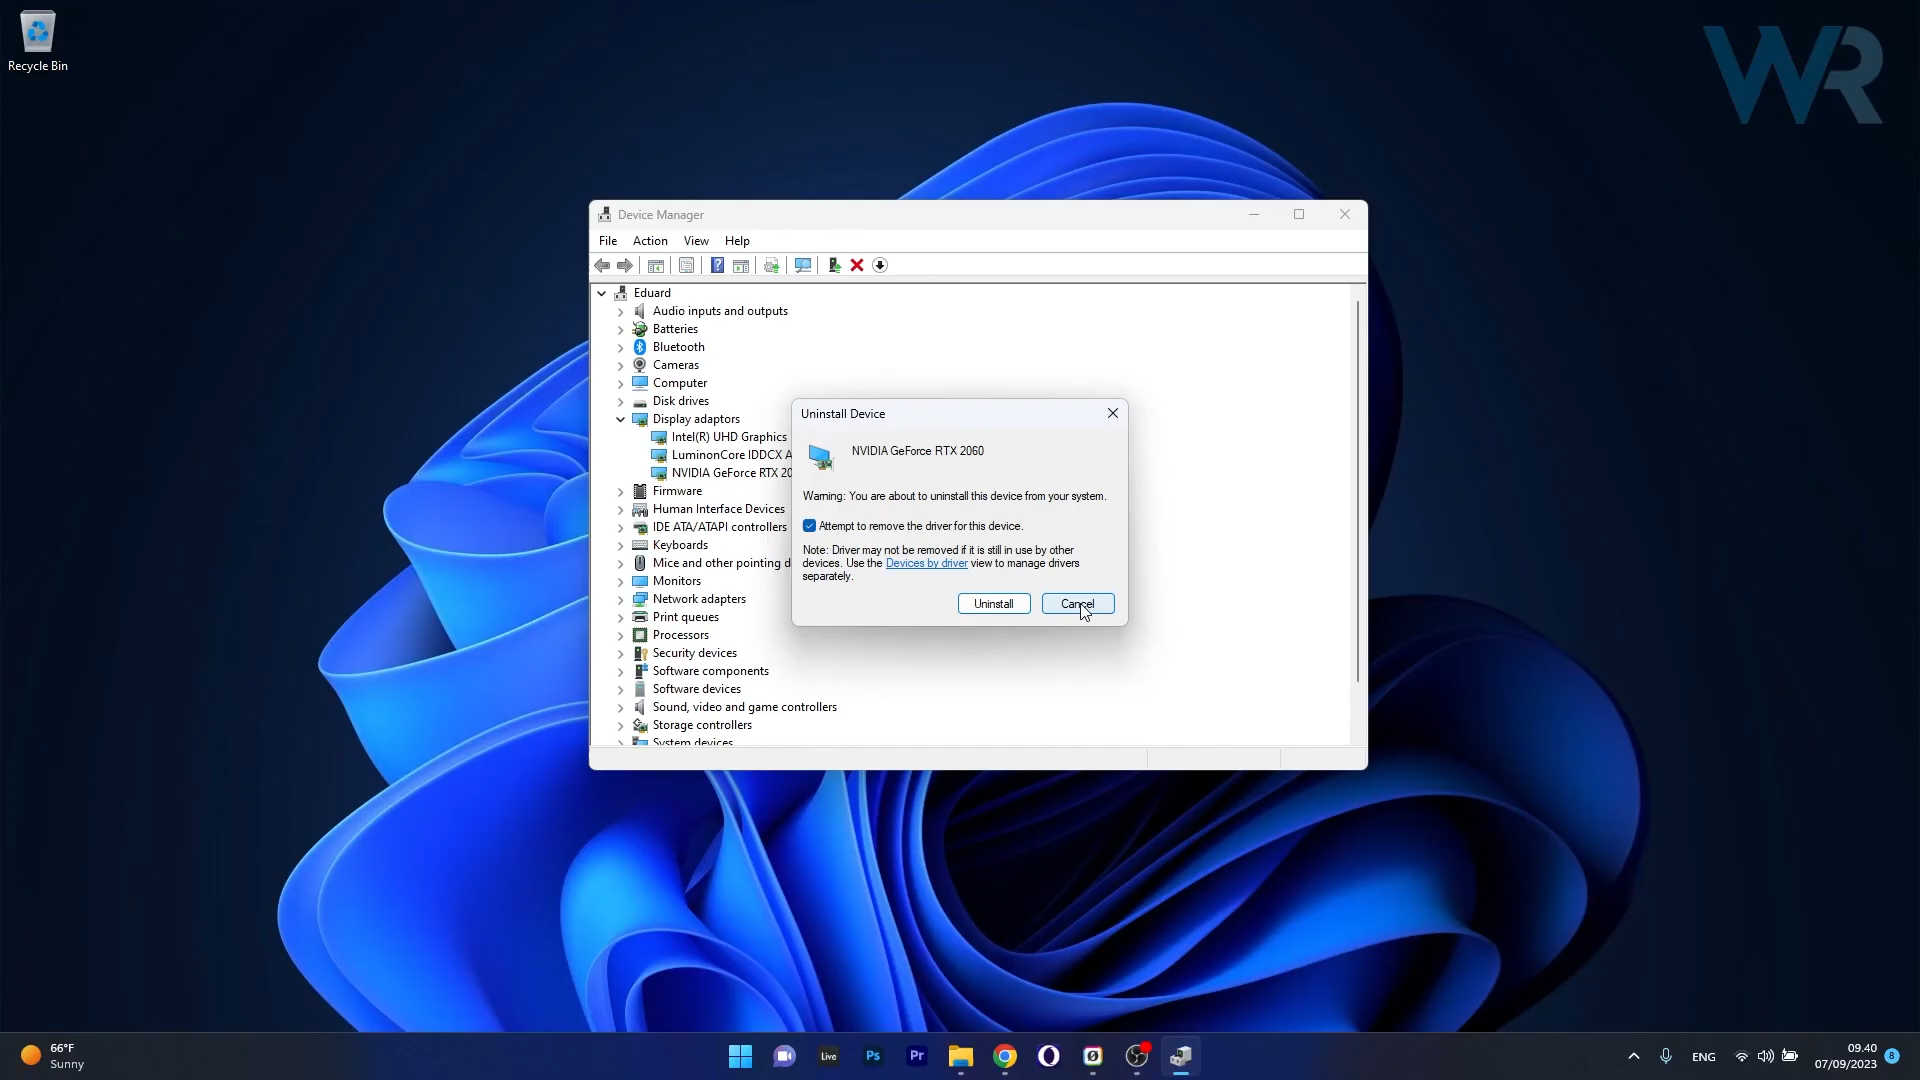 Recycle Bin
WR
Device Manager
File Action View Help
Eduard
Audio inputs and outputs
Batteries
Bluetooth
Cameras
Computer
Disk drives
Display adaptors
Intel(R) UHD Graphics
LuminonCore IDDCX A
NVIDIA GeForce RTX 20
Firmware
Human Interface Devices
IDE ATA/ATAPI controllers
Keyboards
Mice and other pointing d
Monitors
Network adapters
Print queues
Processors
Security devices
Software components
Software devices
Sound, video and game controllers
Storage controllers
System devices
Uninstall Device
NVIDIA GeForce RTX 2060
Warning: You are about to uninstall this device from your system.
Attempt to remove the driver for this device.
Note: Driver may not be removed if it is still in use by other
devices. Use the Devices by driver view to manage drivers
separately.
Uninstall Cancel
66°F
Sunny
Live
Ps
Pr
ENG
09.40
07/09/2023
8